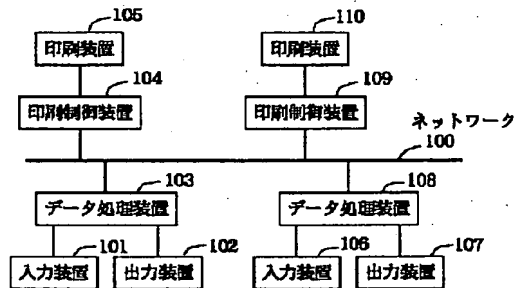 105 110
印刷装置 印刷装置
104 109
印刷制御装置 印刷制御装置
ネットワーク
100
103 108
データ処理装置 データ処理装置
101 102 106 107
入力装置 出力装置 入力装置 出力装置